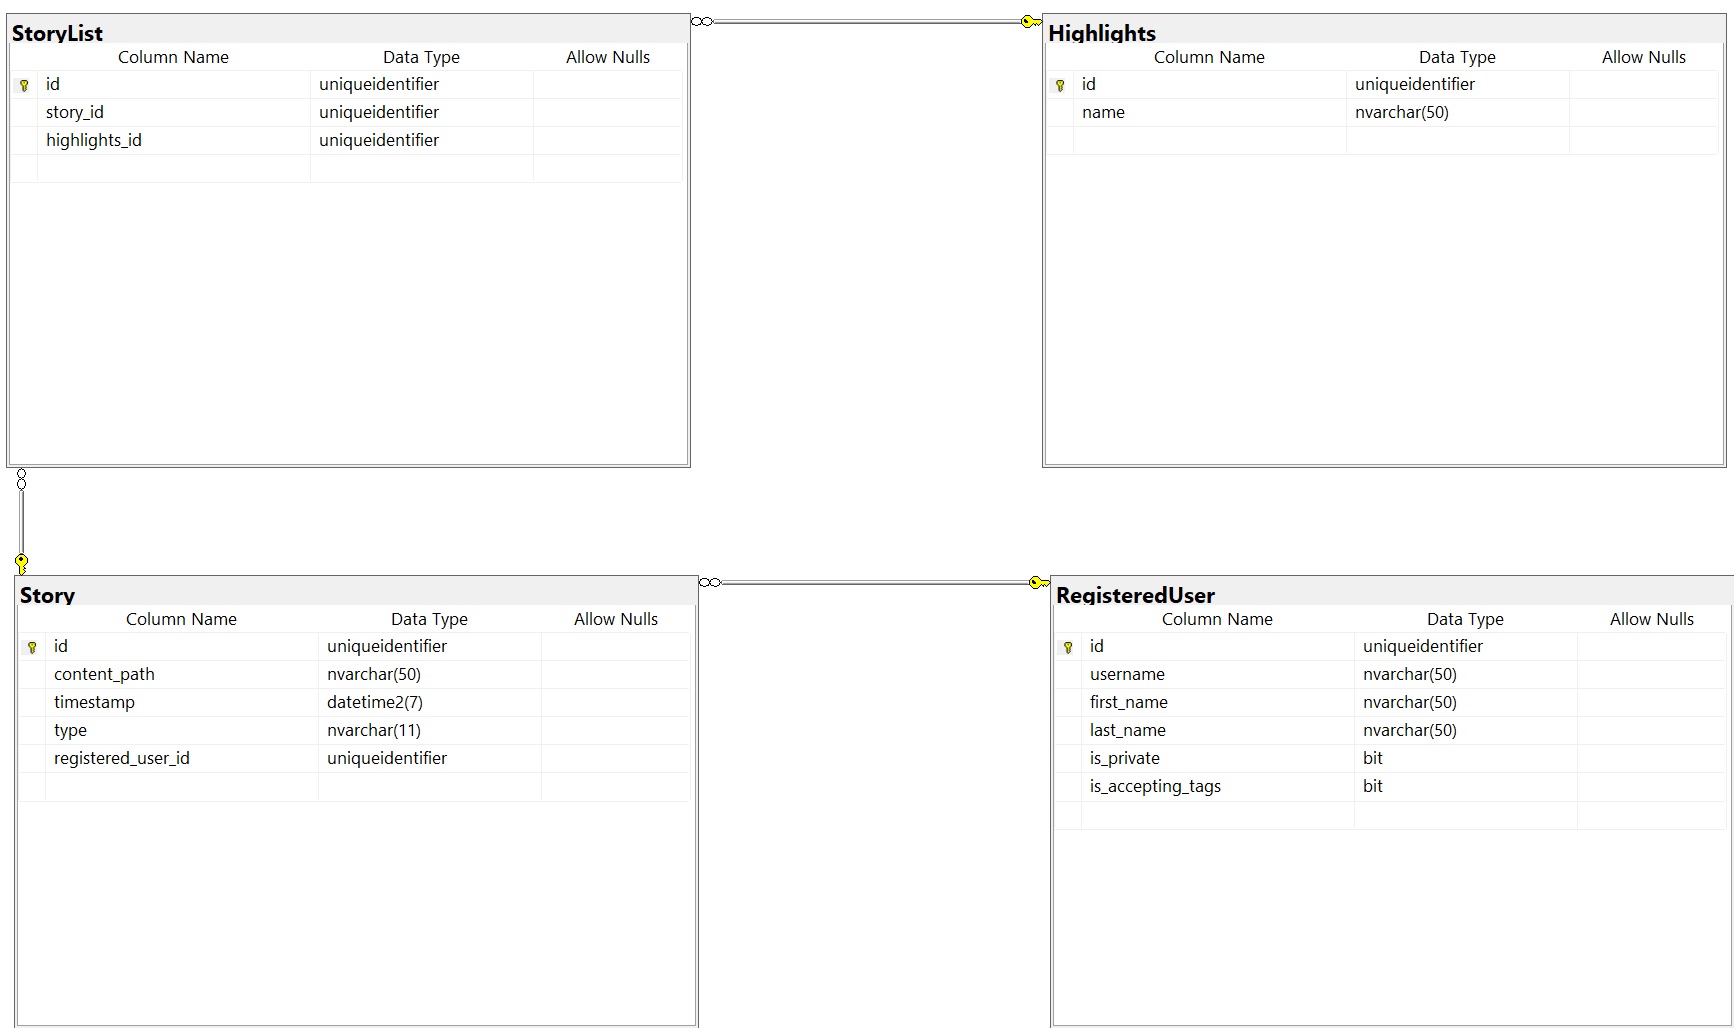 StoryList
Column Name Data Type Allow Nulls
id uniqueidentifier
story_id uniqueidentifier
highlights_id uniqueidentifier
Highlights
Column Name Data Type Allow Nulls
id uniqueidentifier
name nvarchar(50)
Story
Column Name Data Type Allow Nulls
id uniqueidentifier
content_path nvarchar(50)
timestamp datetime2(7)
type nvarchar(11)
registered_user_id uniqueidentifier
RegisteredUser
Column Name Data Type Allow Nulls
id uniqueidentifier
username nvarchar(50)
first_name nvarchar(50)
last_name nvarchar(50)
is_private bit
is_accepting_tags bit